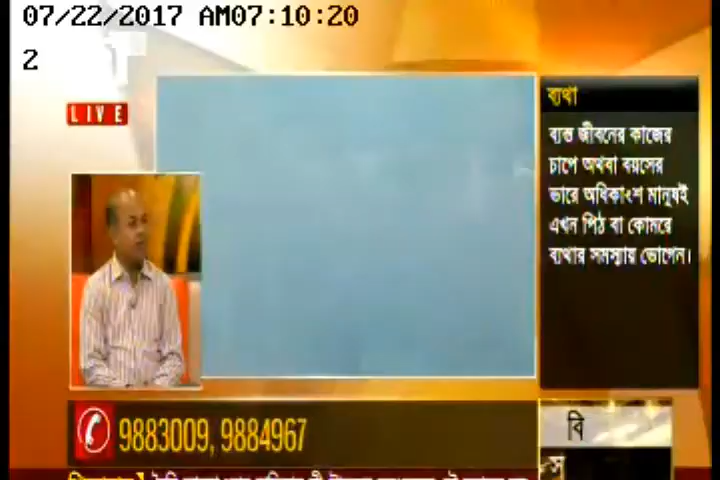 07/22/2017 AM07:10:20
2
LIVE
ব্যথা
ব্যস্ত জীবনের কাজের
চাপে অথবা বয়সের
ভারে অধিকাংশ মানুষই
এখন পিঠ বা কোমরে
ব্যথার সমস্যায় ভোগেন।
9883009, 9884967
বি
স